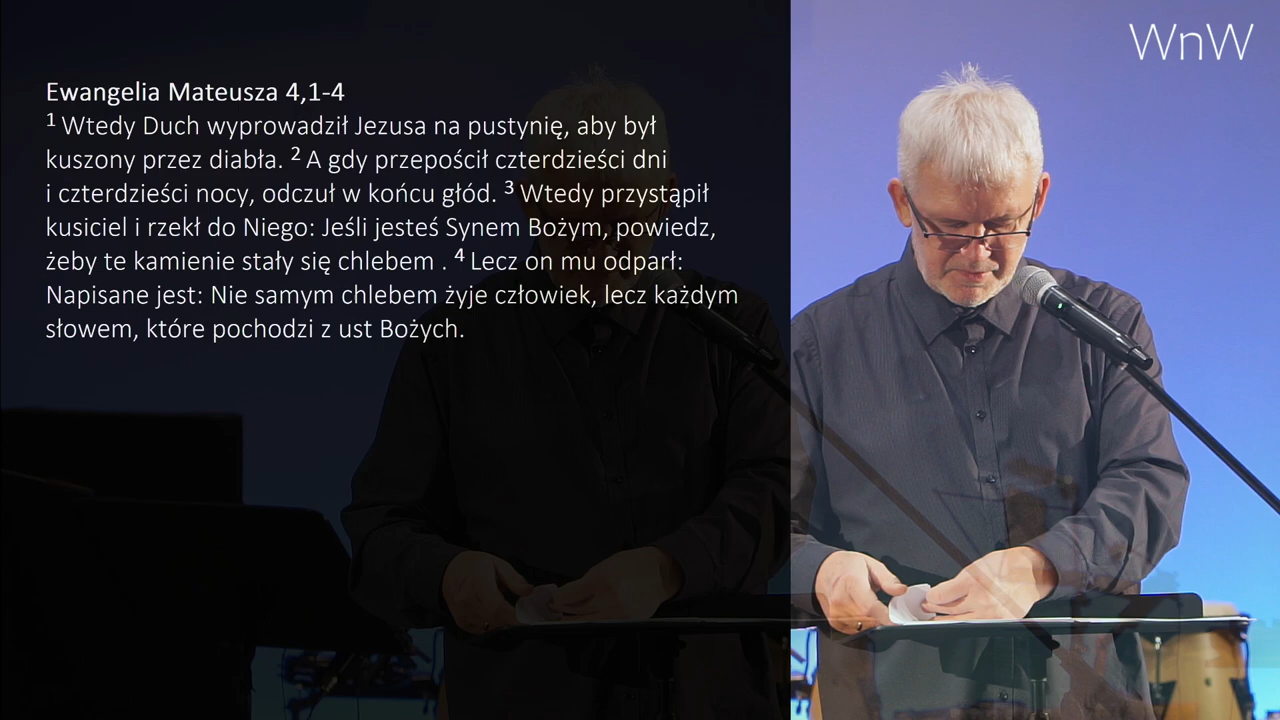 WnW
Ewangelia Mateusza 4,1-4
1 Wtedy Duch wyprowadził Jezusa na pustynię, aby był
kuszony przez diabła. 2 A gdy przepościł czterdzieści dni
i czterdzieści nocy, odczuł w końcu głód. 3 Wtedy przystąpił
kusiciel i rzekł do Niego: Jeśli jesteś Synem Bożym, powiedz,
żeby te kamienie stały się chlebem . 4 Lecz on mu odparł:
Napisane jest: Nie samym chlebem żyje człowiek, lecz każdym
słowem, które pochodzi z ust Bożych.